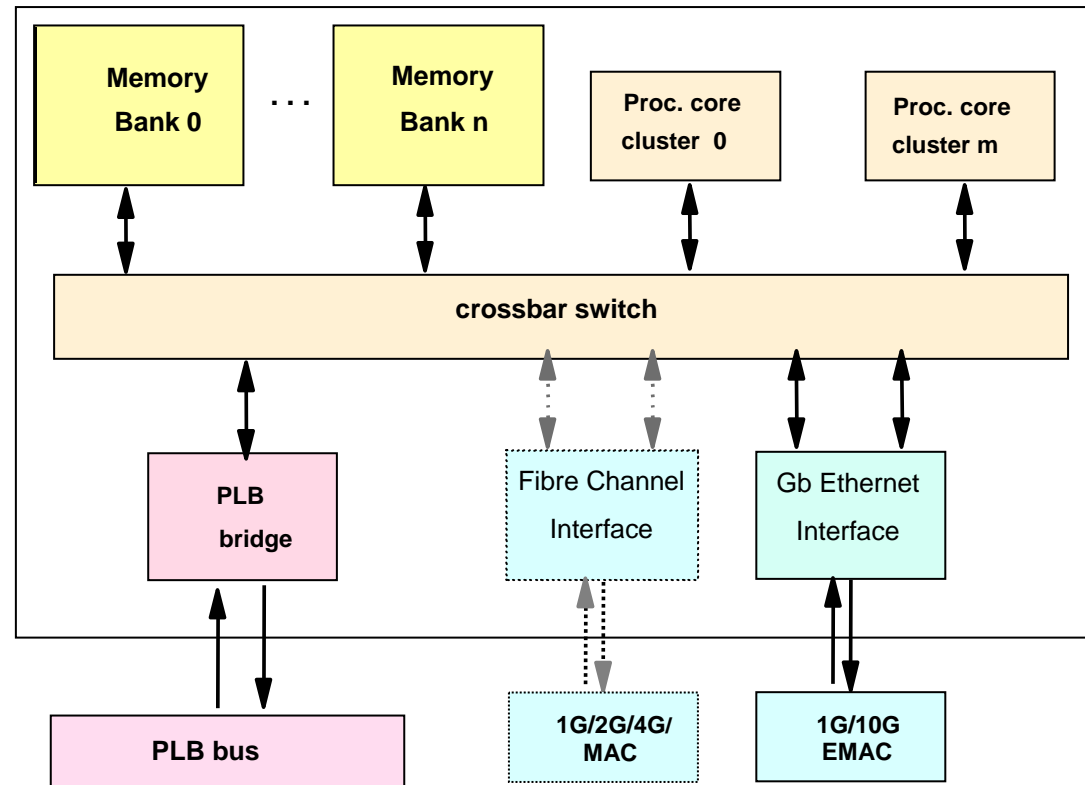 Memory
Bank 0
. . .
Memory
Bank n
Proc. core
cluster 0
Proc. core
cluster m
crossbar switch
PLB
bridge
Fibre Channel
Interface
Gb Ethernet
Interface
PLB bus
1G/2G/4G/
MAC
1G/10G
EMAC